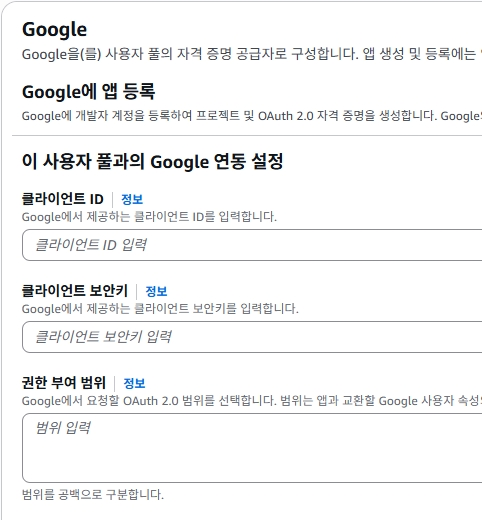 Google
Google을(를) 사용자 풀의 자격 증명 공급자로 구성합니다. 앱 생성 및 등록에는
Google에 앱 등록
Google에 개발자 계정을 등록하여 프로젝트 및 OAuth 2.0 자격 증명을 생성합니다. Google의
이 사용자 풀과의 Google 연동 설정
클라이언트 ID 정보
Google에서 제공하는 클라이언트 ID를 입력합니다.
클라이언트 ID 입력
클라이언트 보안키 정보
Google에서 제공하는 클라이언트 보안키를 입력합니다.
클라이언트 보안키 입력
권한 부여 범위 정보
Google에서 요청할 OAuth 2.0 범위를 선택합니다. 범위는 앱과 교환할 Google 사용자 속성
범위 입력
범위를 공백으로 구분합니다.